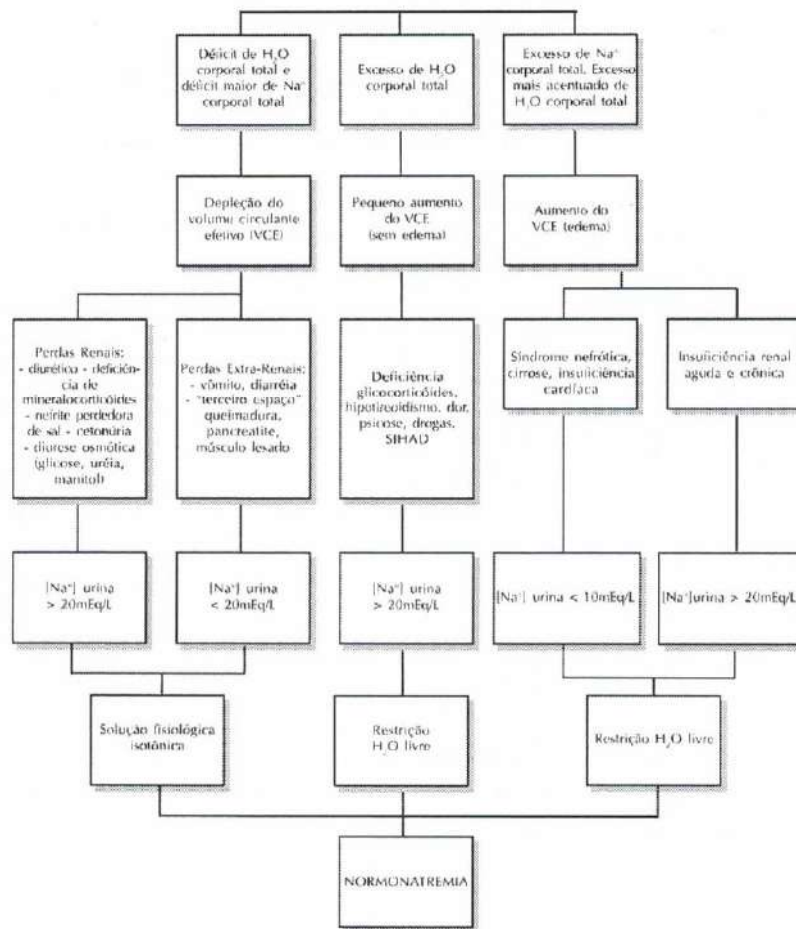 Déficit de H₂O
corporal total e
déficit maior de Na⁺
corporal total
Excesso de H₂O
corporal total
Excesso de Na⁺
corporal total. Excesso
mais acentuado de
H₂O corporal total
Depleção do
volume circulante
efetivo (VCE)
Pequeno aumento
do VCE
(sem edema)
Aumento do
VCE (edema)
Perdas Renais:
- diurético - deficiên-
cia de
mineralocorticóides
- nefrite perdedora
de sal - cetonúria
- diurese osmótica
(glicose, uréia,
manitol)
Perdas Extra-Renais:
- vômito, diarréia
- "terceiro espaço"
queimadura,
pancreatite,
músculo lesado
Deficiência
glicocorticóides,
hipotireoidismo, dor,
psicose, drogas,
SIHAD
Síndrome nefrótica,
cirrose, insuficiência
cardíaca
Insuficiência renal
aguda e crônica
[Na⁺] urina
> 20mEq/L
[Na⁺] urina
< 20mEq/L
[Na⁺] urina
> 20mEq/L
[Na⁺] urina < 10mEq/L
[Na⁺]urina > 20mEq/L
Solução fisiológica
isotônica
Restrição
H₂O livre
Restrição H₂O livre
NORMONATREMIA